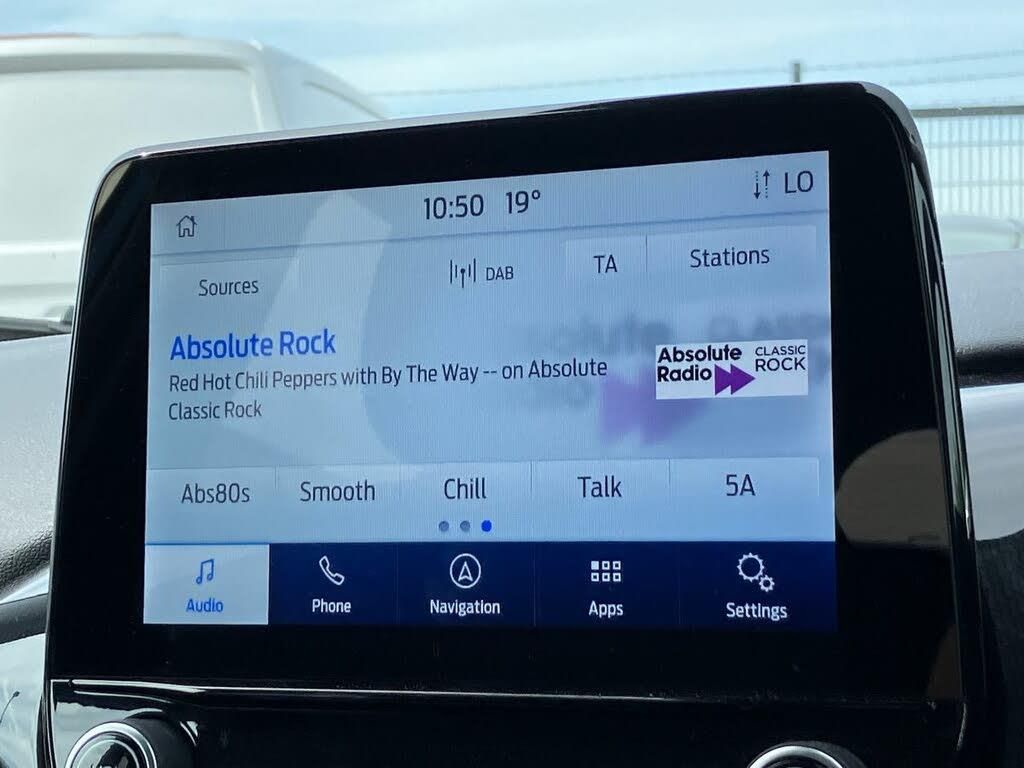 10:50 19° LO
Sources DAB TA Stations
Absolute Rock
Red Hot Chili Peppers with By The Way -- on Absolute
Classic Rock
Absolute
Radio
CLASSIC
ROCK
Abs80s Smooth Chill Talk 5A
Audio Phone Navigation Apps Settings